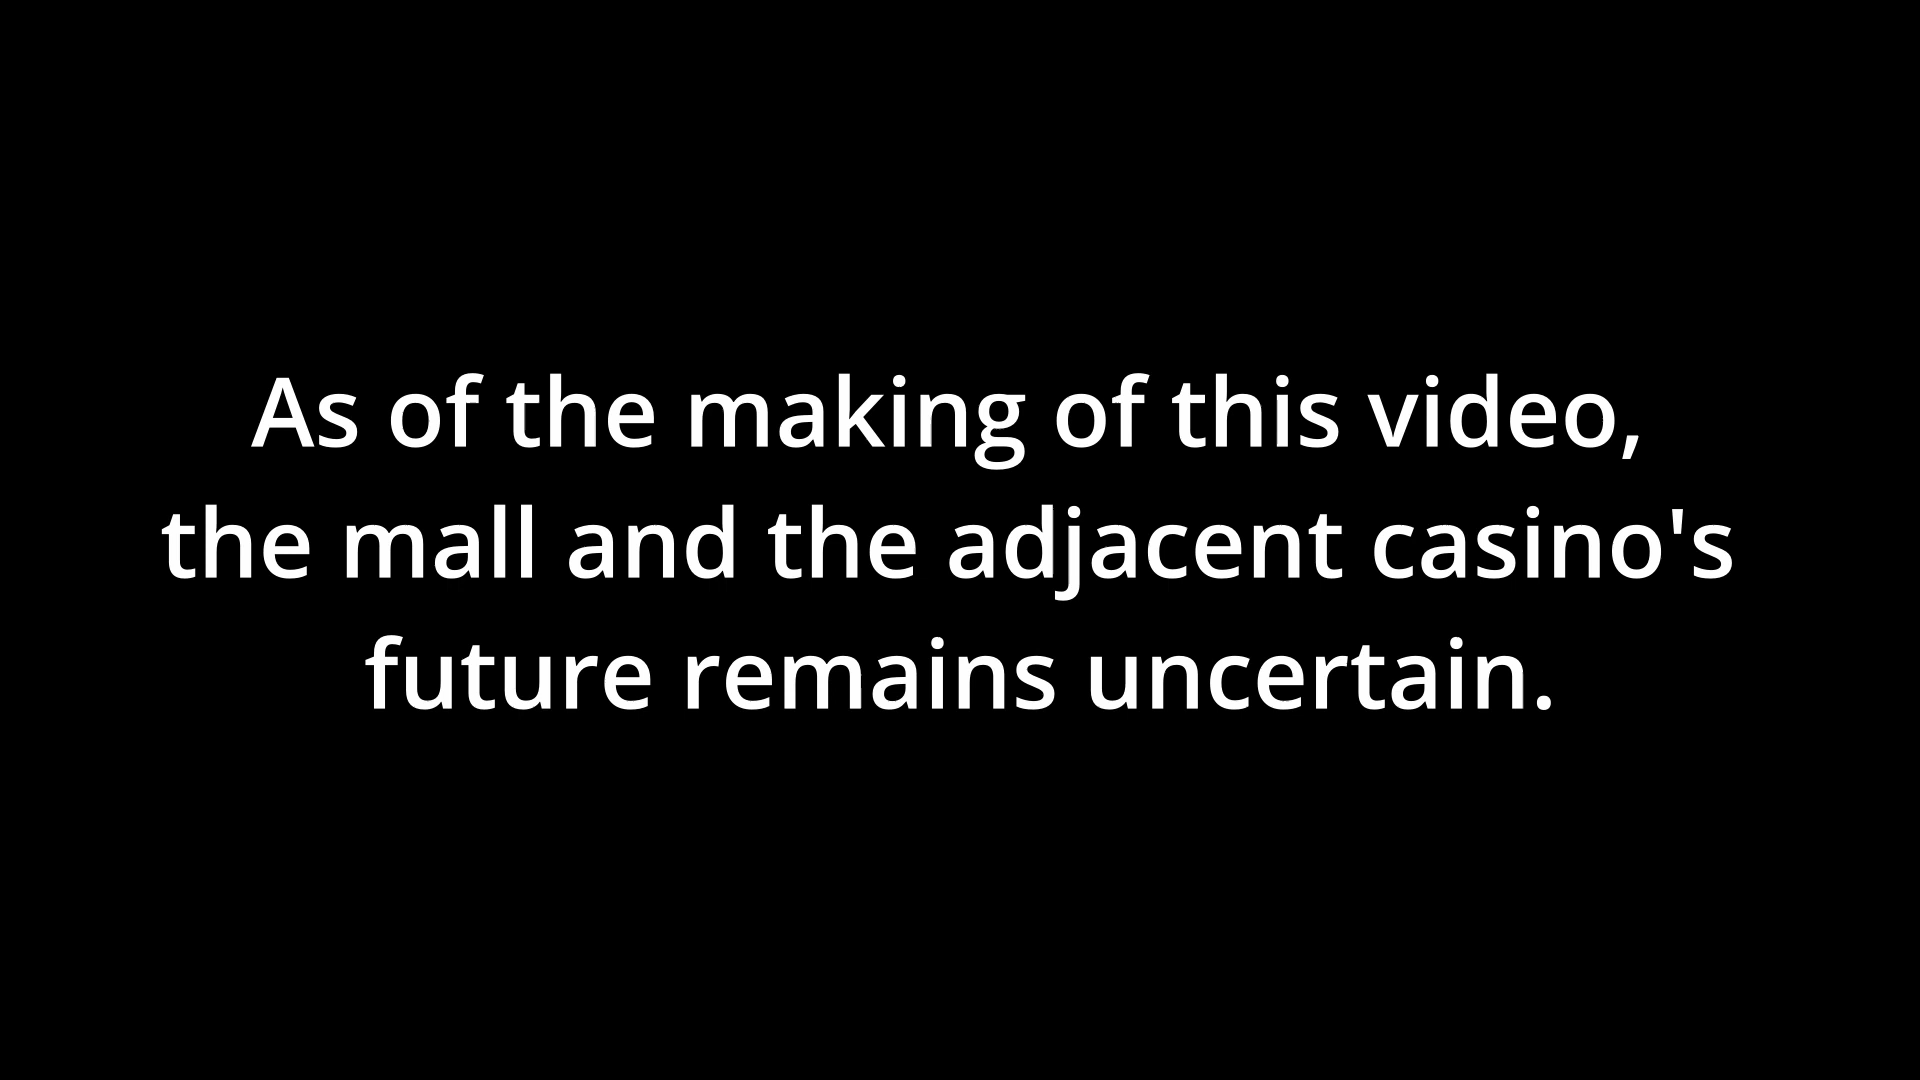 As of the making of this video,
the mall and the adjacent casino's
future remains uncertain.